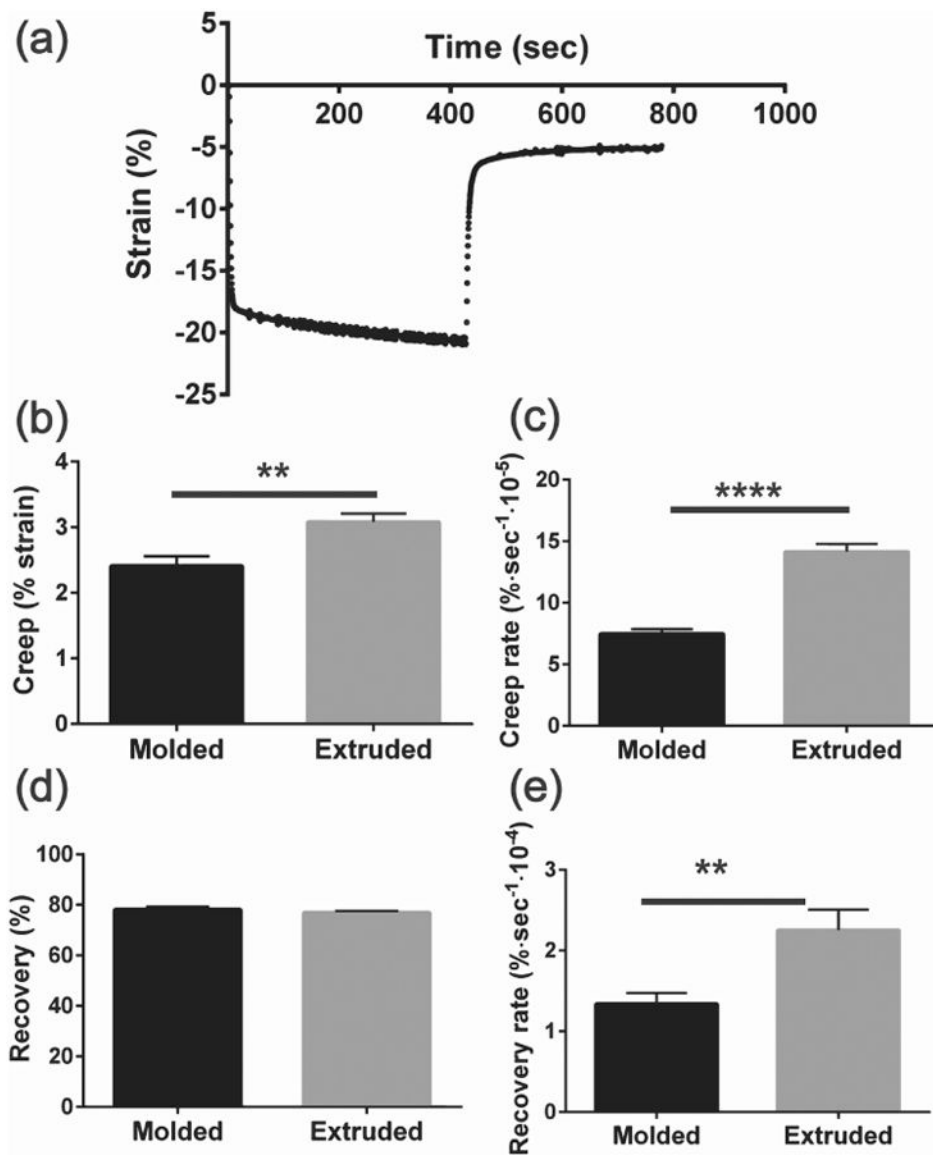 (a)
Time (sec)
5
0
200 400 600 800 1000
-5
-10
-15
-20
-25
Strain (%)
(b)
Creep (% strain)
4
3
2
1
0
**
Molded Extruded
(c)
Creep rate (%·sec⁻¹·10⁻⁵)
20
15
10
5
0
****
Molded Extruded
(d)
Recovery (%)
100
80
60
40
20
0
Molded Extruded
(e)
Recovery rate (%·sec⁻¹·10⁻⁴)
3
2
1
0
**
Molded Extruded